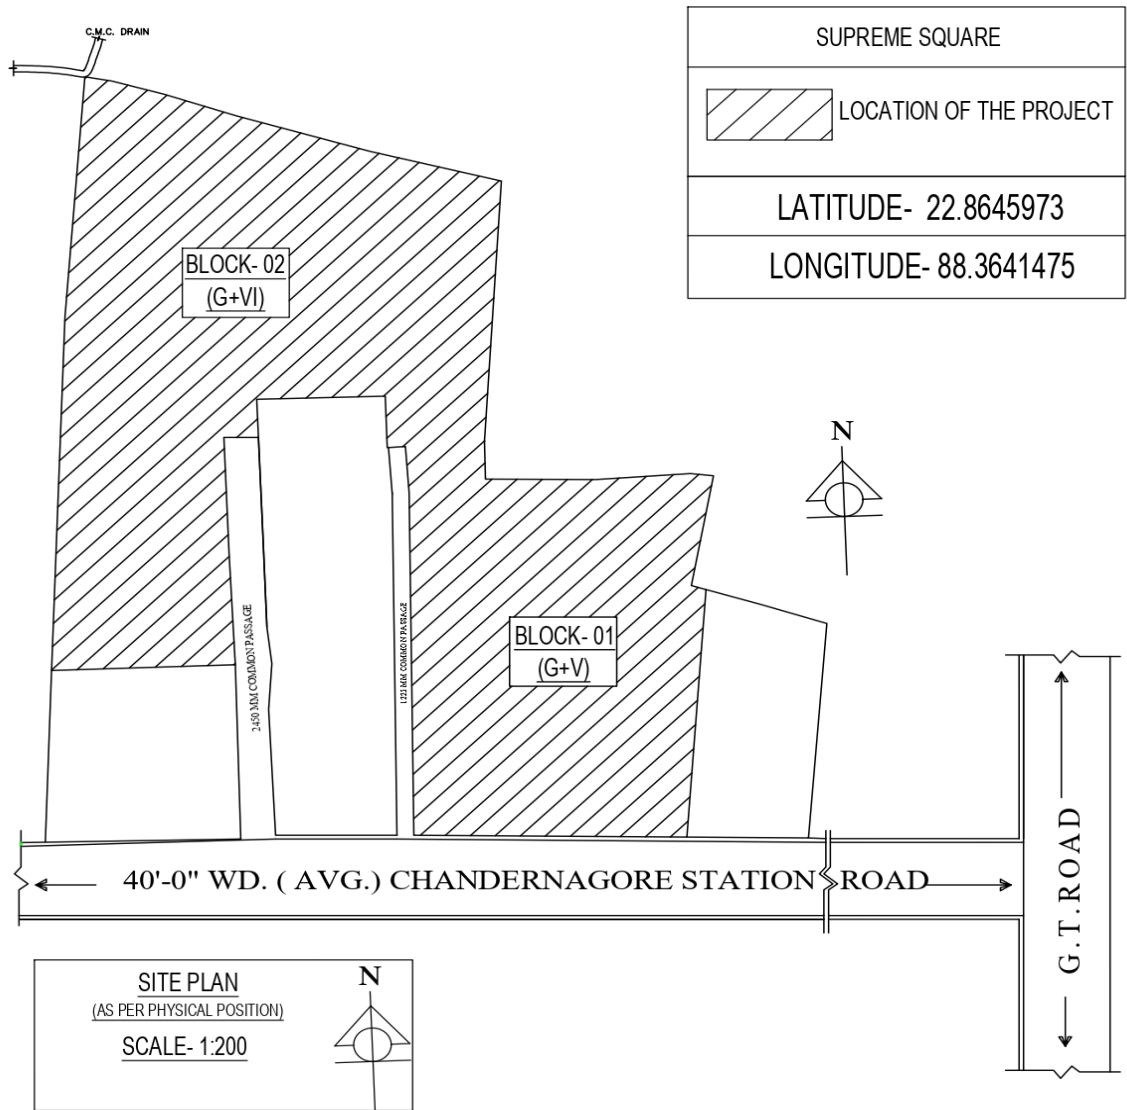 C.M.C. DRAIN
SUPREME SQUARE
LOCATION OF THE PROJECT
LATITUDE- 22.8645973
LONGITUDE- 88.3641475
BLOCK- 02
(G+VI)
N
BLOCK- 01
(G+V)
2450 MM COMMON PASSAGE
1225 MM COMMON PASSAGE
40'-0" WD. ( AVG.) CHANDERNAGORE STATION ROAD
G.T.ROAD
SITE PLAN
(AS PER PHYSICAL POSITION)
SCALE- 1:200
N